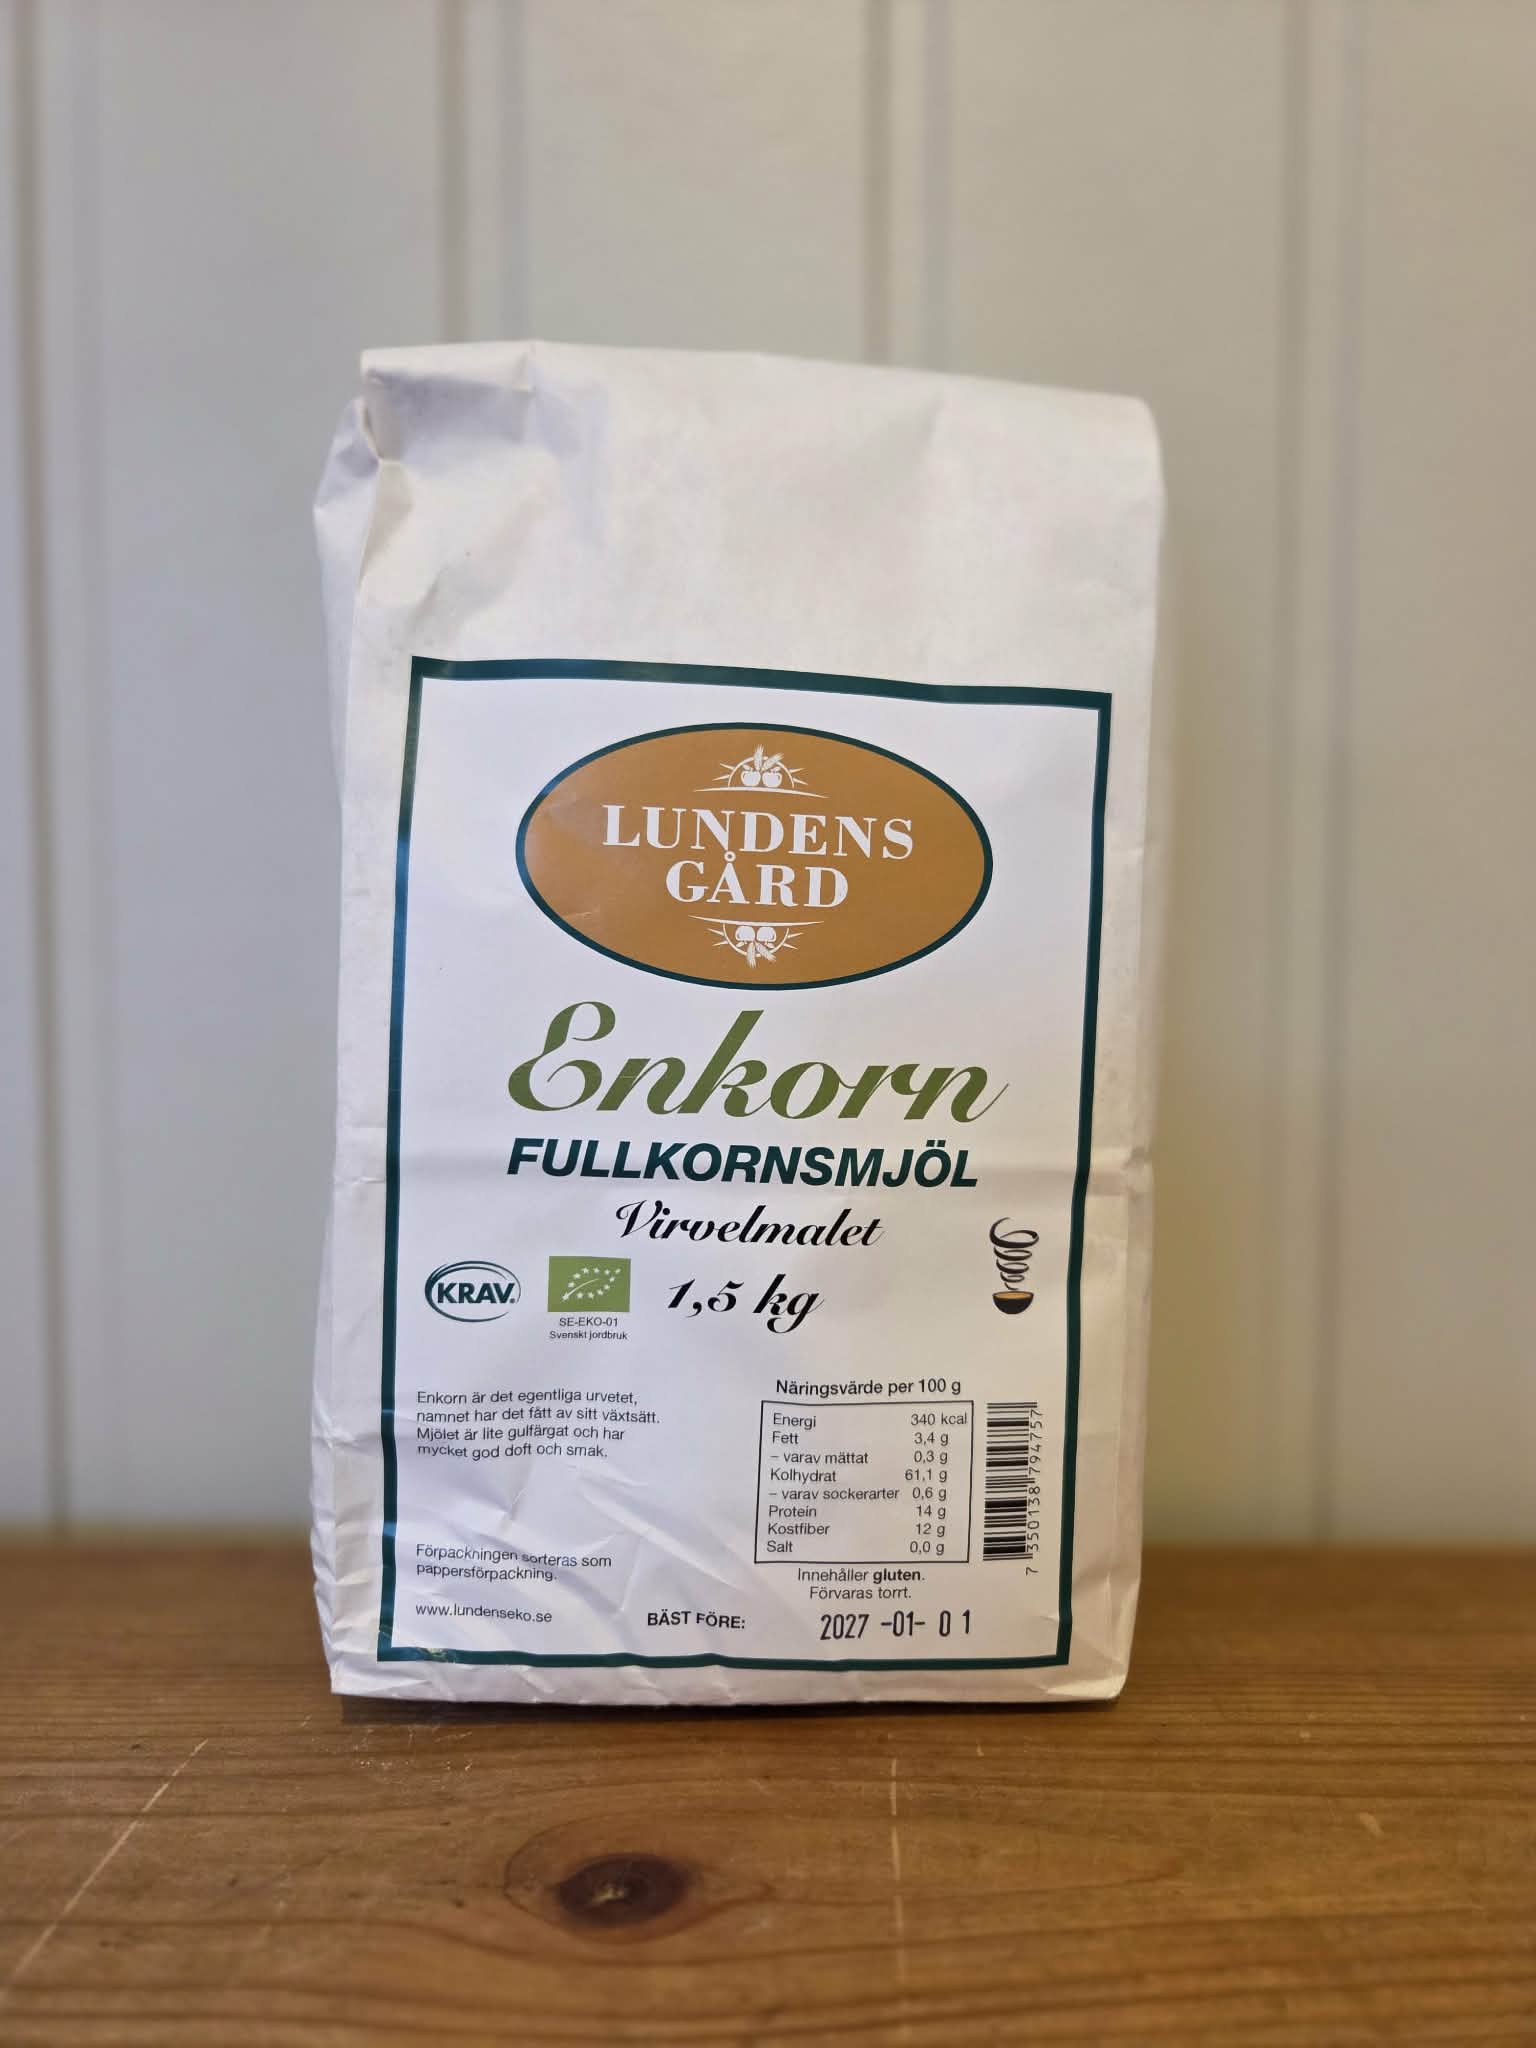 LUNDENS
GÅRD
Enkorn
FULLKORNSMJÖL
Virvelmalet
KRAV.
1,5 kg
SE-EKO-01
Svenskt jordbruk
Enkorn är det egentliga urvetet,
namnet har det fått av sitt växtsätt.
Mjölet är lite gulfärgat och har
mycket god doft och smak.
Förpackningen sorteras som
pappersförpackning.
www.lundenseko.se
Näringsvärde per 100 g
Energi 340 kcal
Fett 3,4 g
– varav mättat 0,3 g
Kolhydrat 61,1 g
– varav sockerarter 0,6 g
Protein 14 g
Kostfiber 12 g
Salt 0,0 g
Innehåller gluten.
Förvaras torrt.
BÄST FÖRE: 2027 -01- 01
7 350138 794757